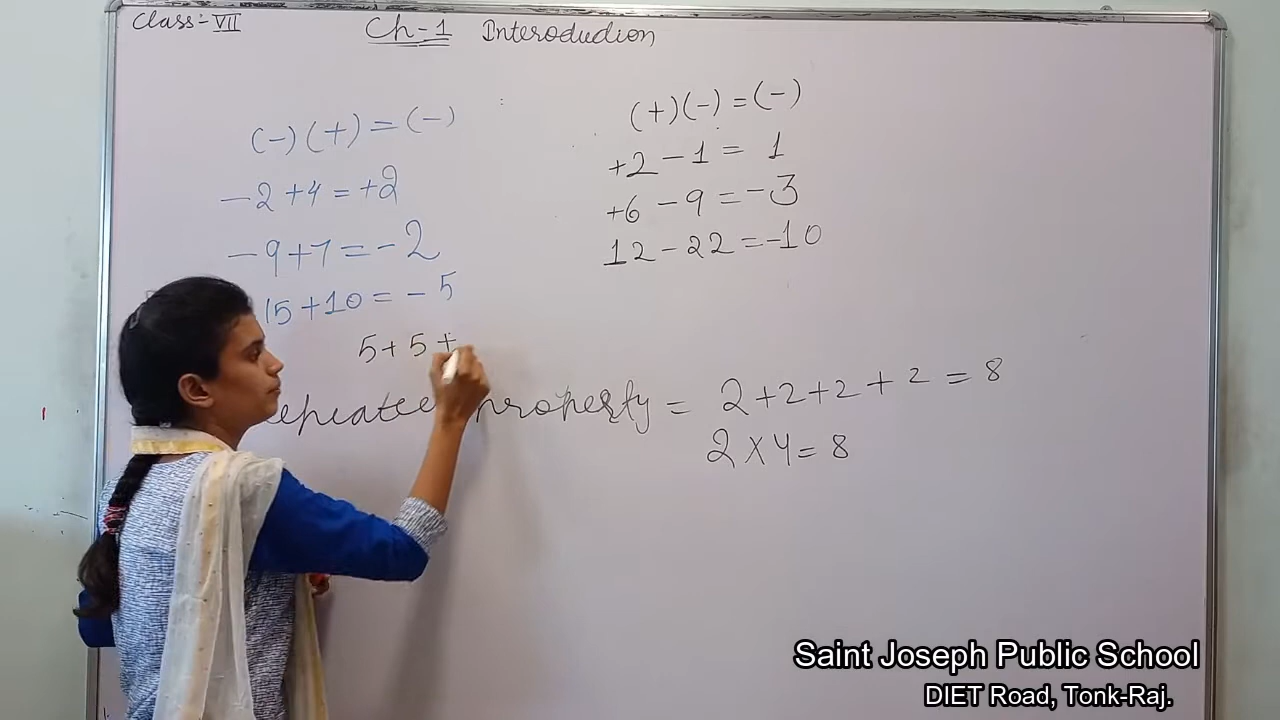 Class:- VII
Ch-1 Interodudion
(-) (+) = (-)
-2 +4 = +2
-9+7 = -2
15 +10 = - 5
5+ 5 +
(+)(-) = (-)
+2 - 1 = 1
+6 - 9 = -3
12 - 22 = -10
property = 2 +2 +2 + 2 = 8
2 X 4 = 8
Saint Joseph Public School
DIET Road, Tonk-Raj.